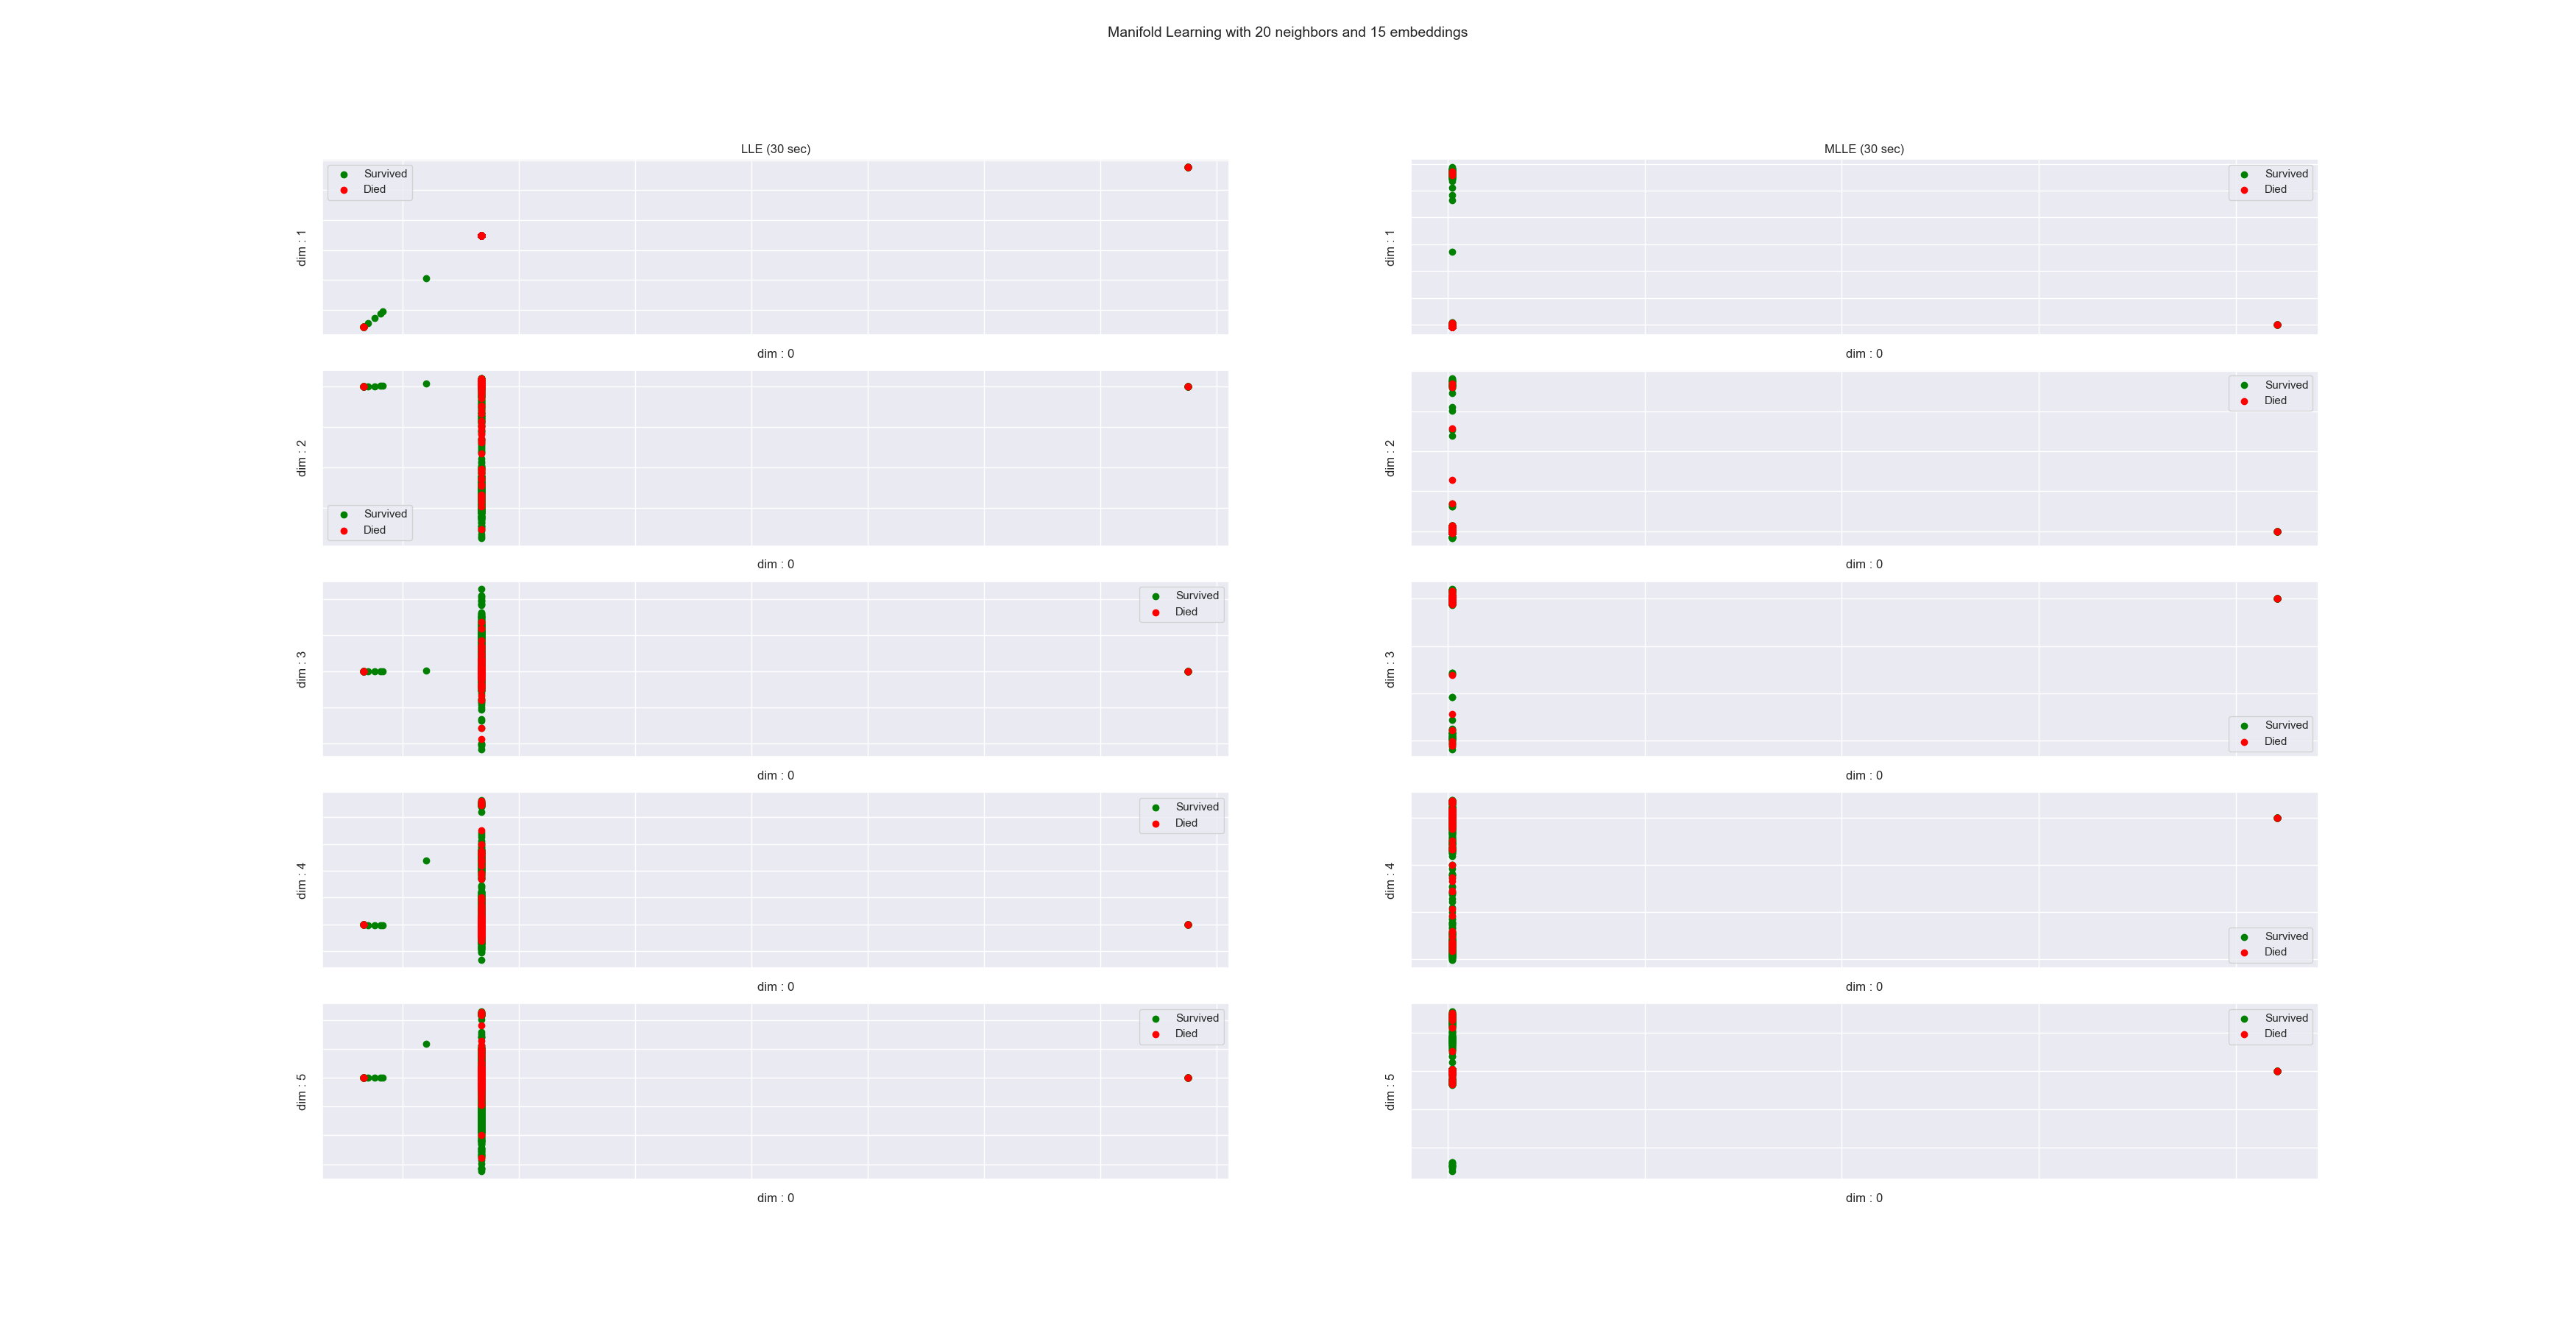 Manifold Learning with 20 neighbors and 15 embeddings
LLE (30 sec)
Survived
Died
dim : 1
dim : 0
Survived
Died
dim : 2
dim : 0
Survived
Died
dim : 3
dim : 0
Survived
Died
dim : 4
dim : 0
Survived
Died
dim : 5
dim : 0
MLLE (30 sec)
Survived
Died
dim : 1
dim : 0
Survived
Died
dim : 2
dim : 0
Survived
Died
dim : 3
dim : 0
Survived
Died
dim : 4
dim : 0
Survived
Died
dim : 5
dim : 0